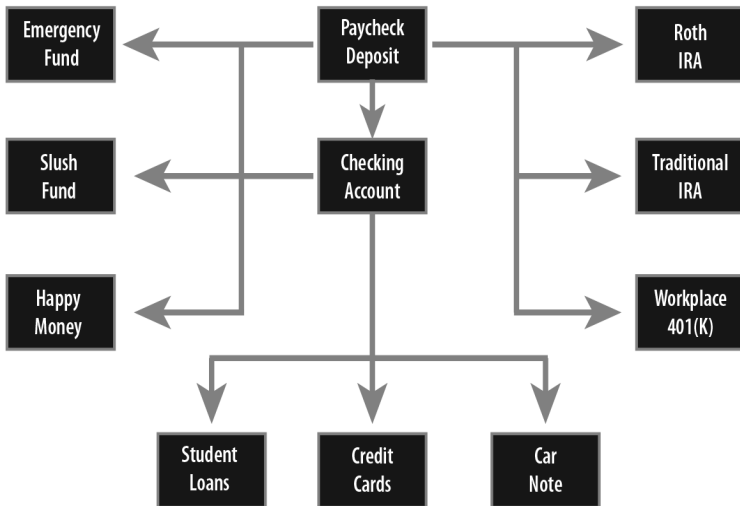 Emergency
Fund
Paycheck
Deposit
Roth
IRA
Slush
Fund
Checking
Account
Traditional
IRA
Happy
Money
Workplace
401(K)
Student
Loans
Credit
Cards
Car
Note